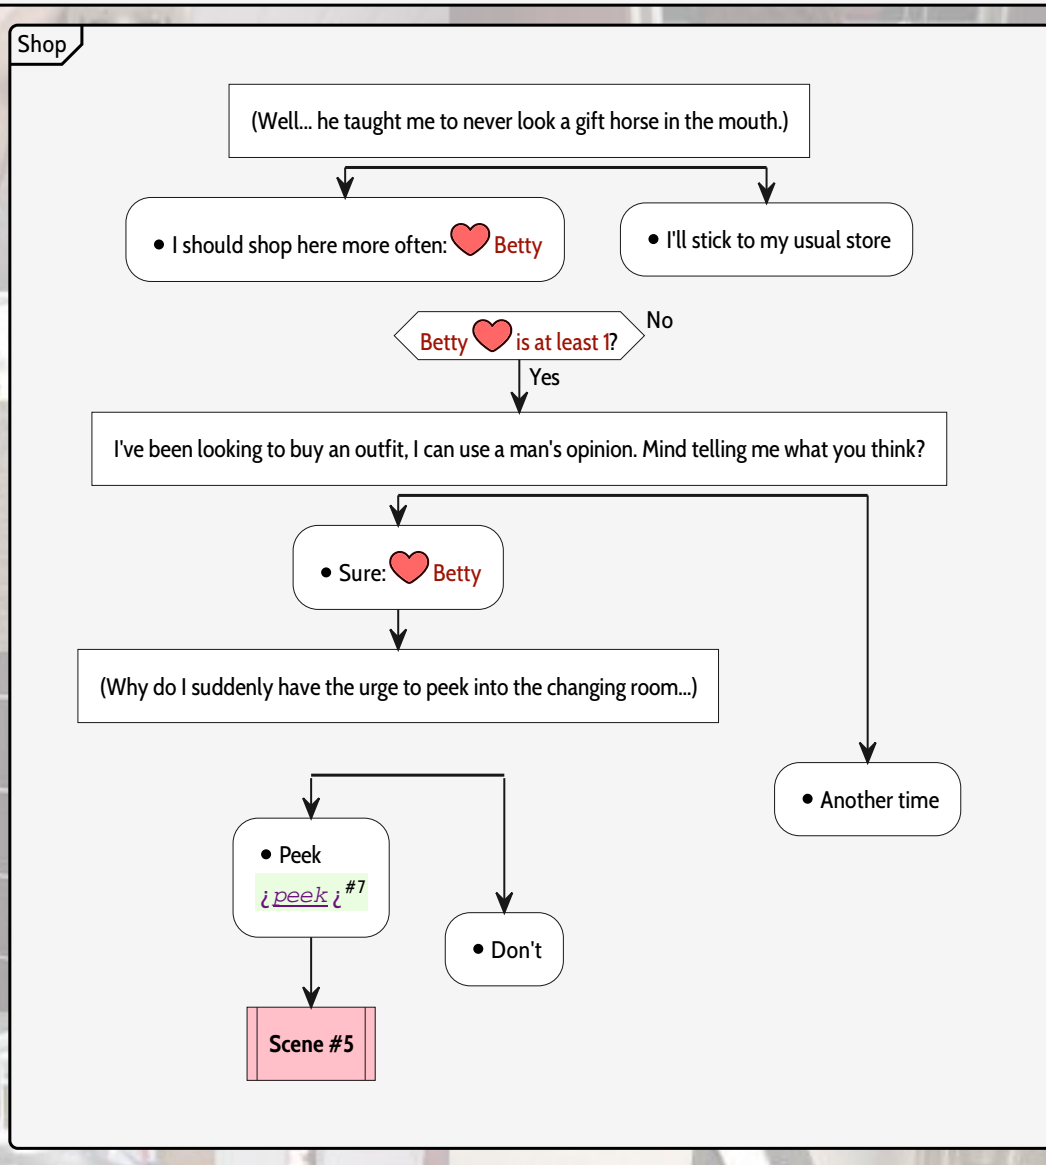 Shop
(Well... he taught me to never look a gift horse in the mouth.)
• I should shop here more often: Betty
• I'll stick to my usual store
Betty is at least 1?
No
Yes
I've been looking to buy an outfit, I can use a man's opinion. Mind telling me what you think?
• Sure: Betty
(Why do I suddenly have the urge to peek into the changing room...)
• Another time
• Peek
¿peek¿#7
• Don't
Scene #5